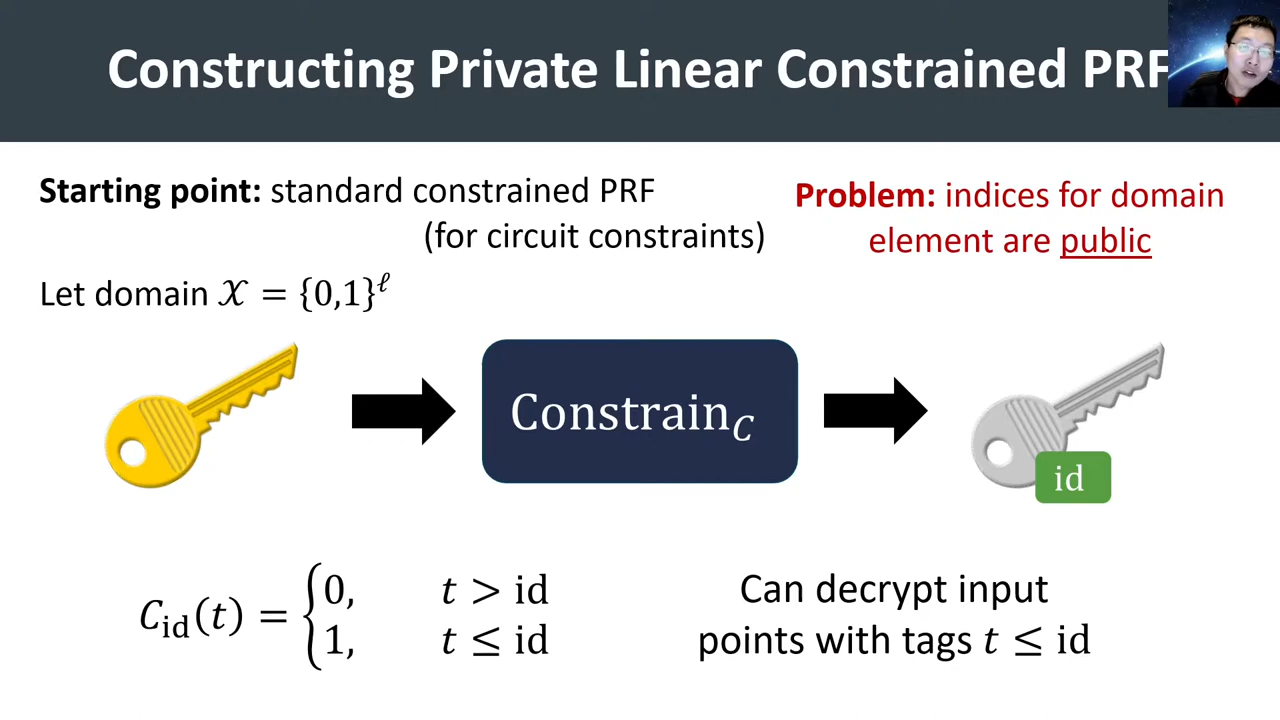 Constructing Private Linear Constrained PRF
Starting point: standard constrained PRF
(for circuit constraints)
Problem: indices for domain
element are public
Let domain 𝒳 = {0,1}^ℓ
Constrain_C
id
C_id(t) = { 0, t > id
1, t ≤ id
Can decrypt input
points with tags t ≤ id